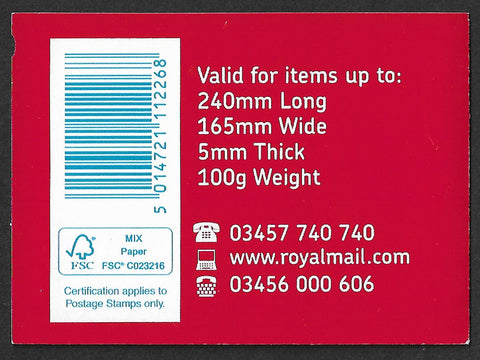 5 014721 112268
MIX
Paper
FSC® C023216
FSC
Certification applies to
Postage Stamps only.
Valid for items up to:
240mm Long
165mm Wide
5mm Thick
100g Weight
03457 740 740
www.royalmail.com
03456 000 606